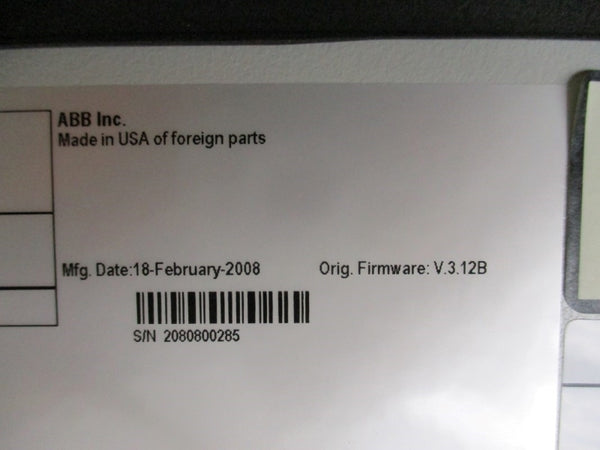 ABB Inc.
Made in USA of foreign parts
Mfg. Date:18-February-2008 Orig. Firmware: V.3.12B
S/N 2080800285